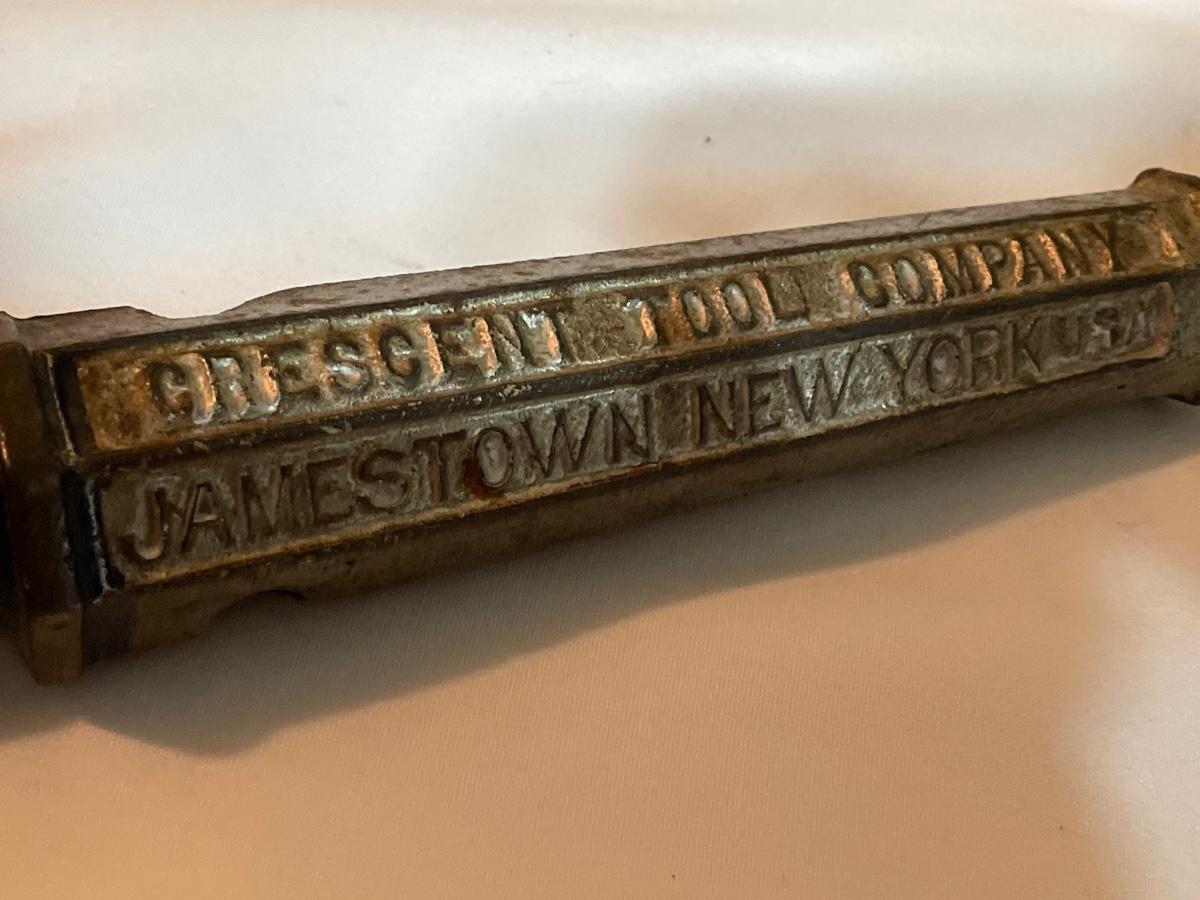 CRESCENT TOOL COMPANY
JAMESTOWN NEW YORK USA